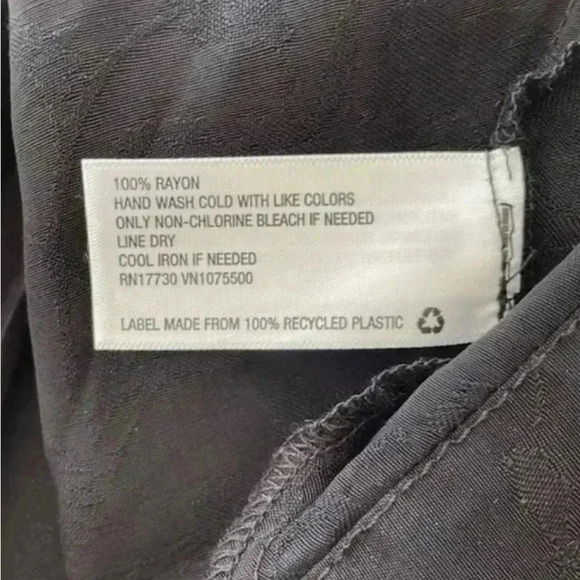 100% RAYON
HAND WASH COLD WITH LIKE COLORS
ONLY NON-CHLORINE BLEACH IF NEEDED
LINE DRY
COOL IRON IF NEEDED
RN17730 VN1075500
LABEL MADE FROM 100% RECYCLED PLASTIC